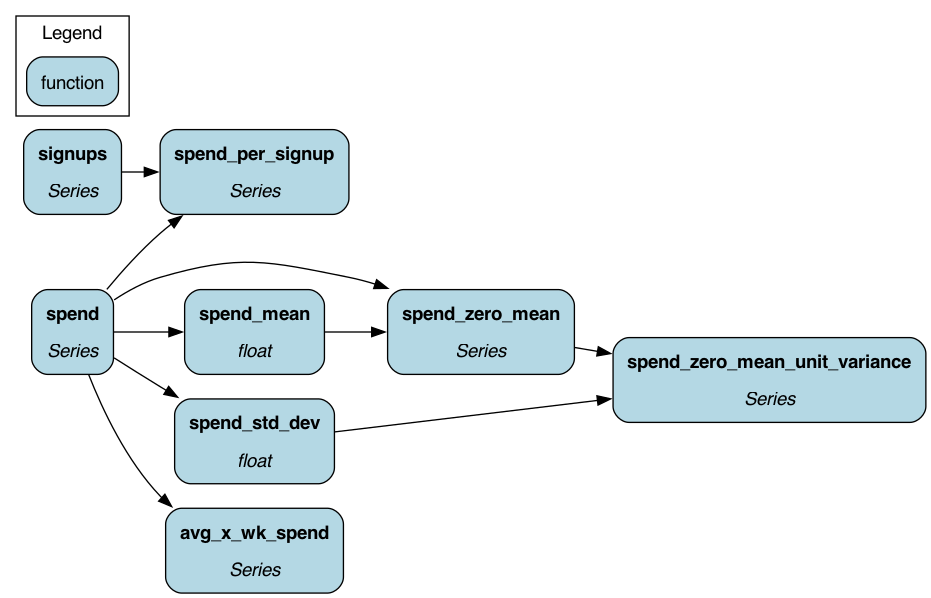 Legend
function
signups
Series
spend_per_signup
Series
spend
Series
spend_mean
float
spend_zero_mean
Series
spend_zero_mean_unit_variance
Series
spend_std_dev
float
avg_x_wk_spend
Series